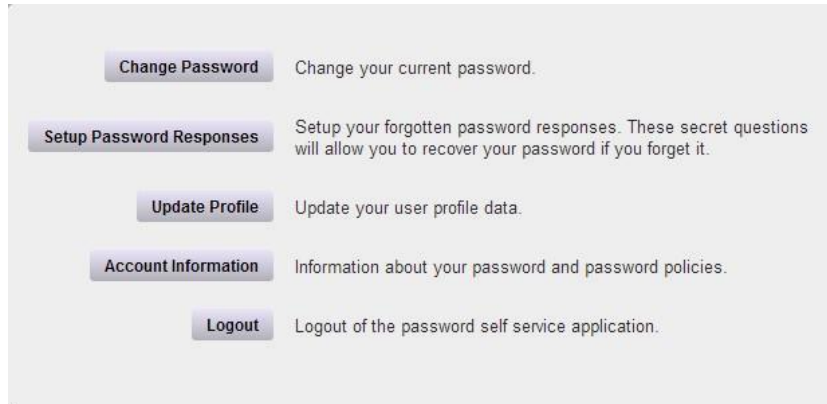 Change Password Change your current password.
Setup Password Responses Setup your forgotten password responses. These secret questions
will allow you to recover your password if you forget it.
Update Profile Update your user profile data.
Account Information Information about your password and password policies.
Logout Logout of the password self service application.